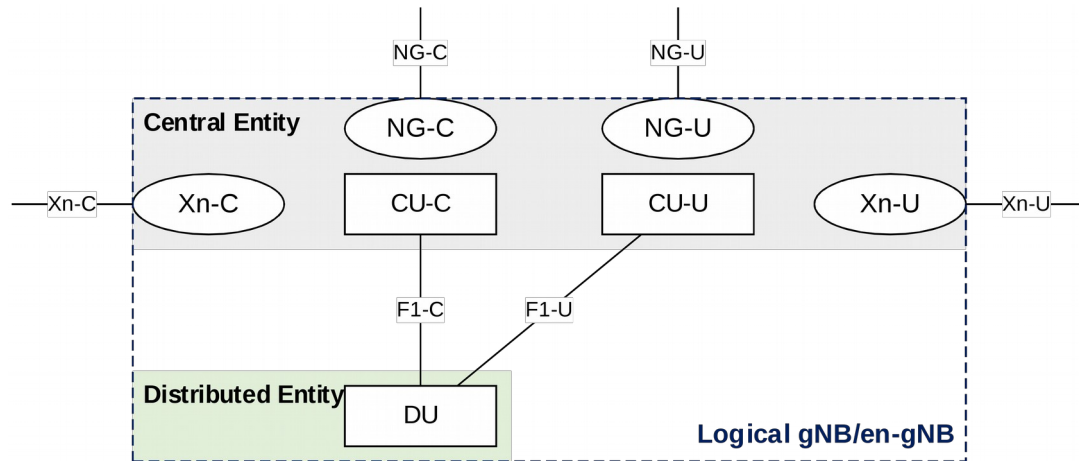 NG-C
NG-U
Central Entity
NG-C
NG-U
Xn-C
Xn-C
CU-C
CU-U
Xn-U
Xn-U
F1-C
F1-U
Distributed Entity
DU
Logical gNB/en-gNB